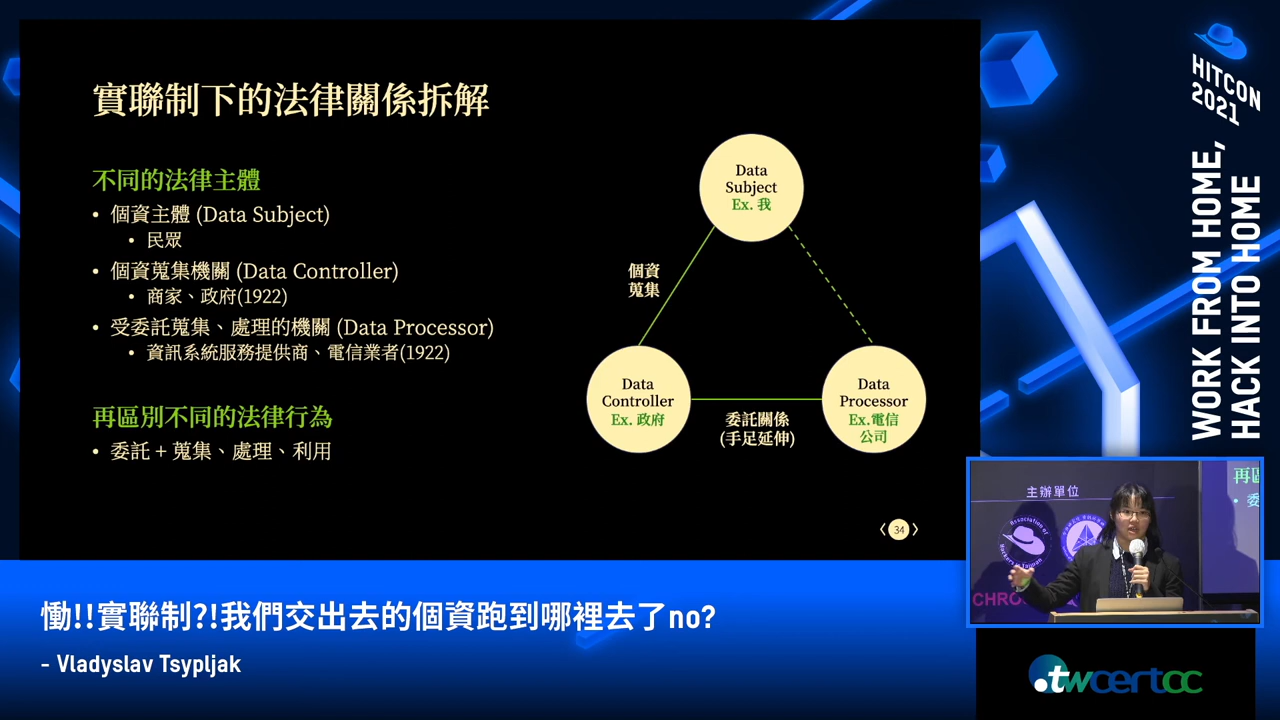 實聯制下的法律關係拆解
不同的法律主體
• 個資主體 (Data Subject)
• 民眾
• 個資蒐集機關 (Data Controller)
• 商家、政府(1922)
• 受委託蒐集、處理的機關 (Data Processor)
• 資訊系統服務提供商、電信業者(1922)
再區別不同的法律行為
• 委託 + 蒐集、處理、利用
Data
Subject
Ex. 我
個資
蒐集
Data
Controller
Ex. 政府
委託關係
(手足延伸)
Data
Processor
Ex.電信
公司
34
HITCON
2021
WORK FROM HOME,
HACK INTO HOME
主辦單位
Association of
Hackers in Taiwan
CHRO
再區
慟!!實聯制?!我們交出去的個資跑到哪裡去了no?
- Vladyslav Tsypljak
.twcertcc